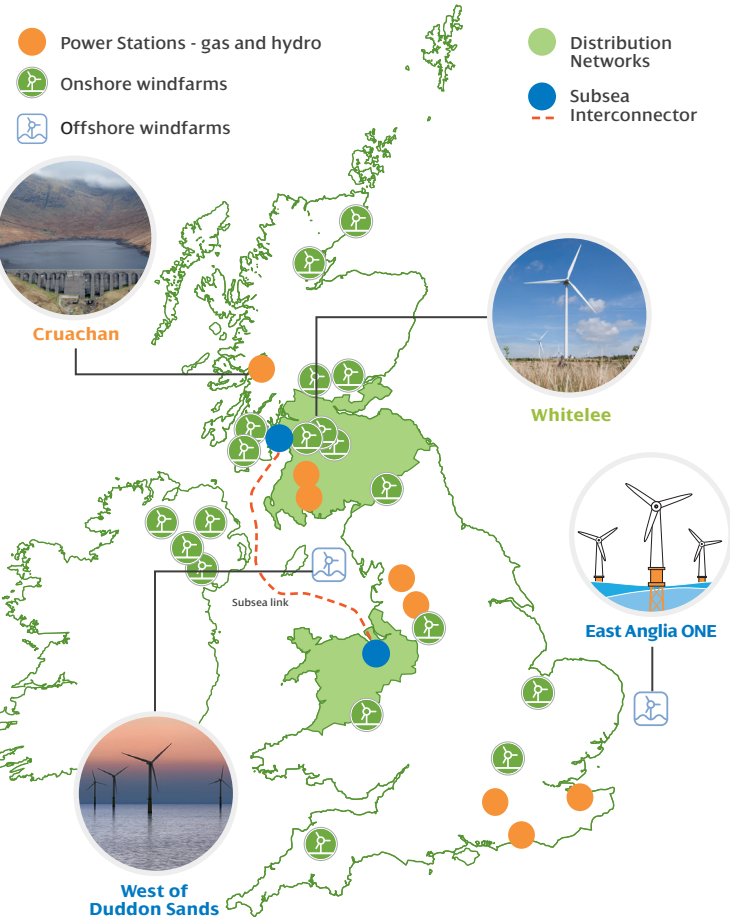 Power Stations - gas and hydro
Onshore windfarms
Offshore windfarms
Distribution
Networks
Subsea
Interconnector
Cruachan
Whitelee
East Anglia ONE
Subsea link
West of
Duddon Sands